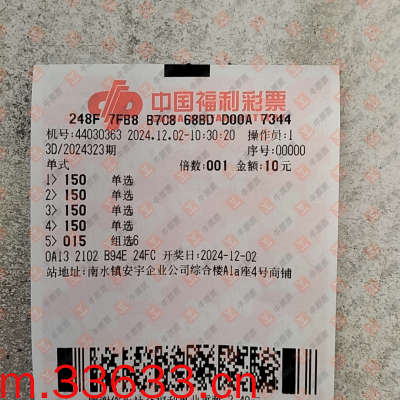 中国福利彩票
248F 7FB8 B7C8 68BD D00A 7344
机号:44030363 2024.12.02-10:30:20 操作员:1
3D/2024323期 序号:00000
单式 倍数:001 金额:10元
1> 150 单选
2> 150 单选
3> 150 单选
4> 150 单选
5> 015 组选6
0A13 2102 B94E 24FC 开奖日:2024-12-02
站地址:南水镇安宇企业公司综合楼A1a座4号商铺
m.33633.cn